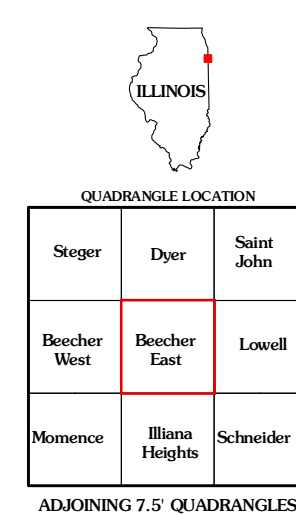 ILLINOIS
QUADRANGLE LOCATION
Steger
Dyer
Saint
John
Beecher
West
Beecher
East
Lowell
Momence
Illiana
Heights
Schneider
ADJOINING 7.5' QUADRANGLES